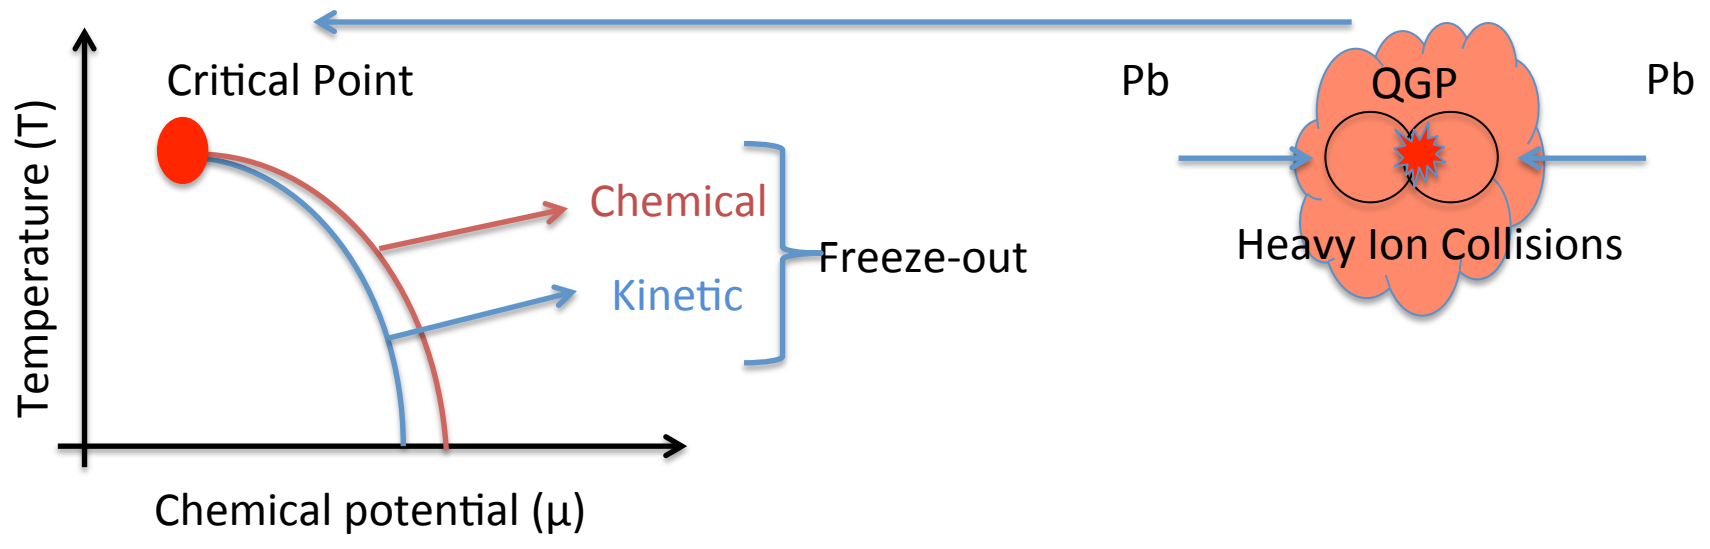 Critical Point
Temperature (T)
Chemical
Kinetic
Freeze-out
Chemical potential (μ)
Pb
QGP
Pb
Heavy Ion Collisions